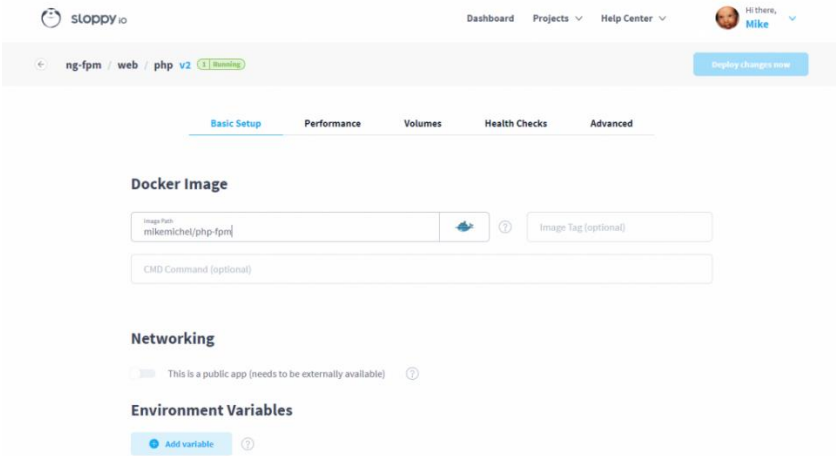 sloppy.io
Dashboard Projects Help Center
Hi there,
Mike
ng-fpm / web / php v2 1 Running
Deploy changes now
Basic Setup Performance Volumes Health Checks Advanced
Docker Image
Image Path
mikemichel/php-fpm
? Image Tag (optional)
CMD Command (optional)
Networking
This is a public app (needs to be externally available) ?
Environment Variables
Add variable ?